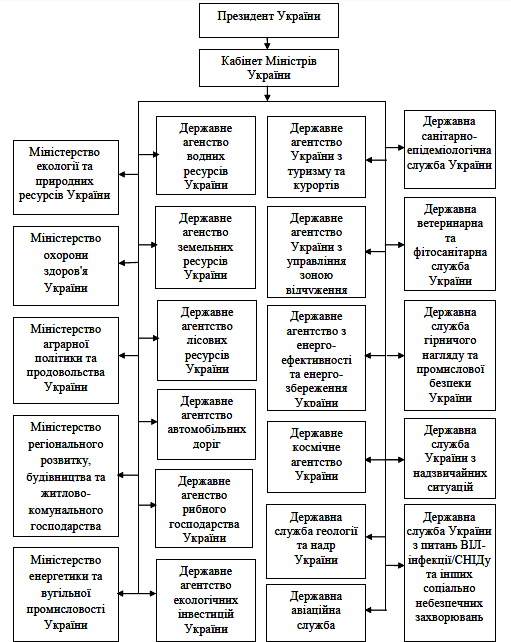 Президент України
Кабінет Міністрів
України
Міністерство
екології та
природних
ресурсів України
Міністерство
охорони
здоров'я
України
Міністерство
аграрної
політики та
продовольства
України
Міністерство
регіонального
розвитку,
будівництва та
житлово-
комунального
господарства
Міністерство
енергетики та
вугільної
промисловості
України
Державне
агенство
водних
ресурсів
України
Державне
агенство
земельних
ресурсів
України
Державне
агентство
лісових
ресурсів
України
Державне
агентство
автомобільних
доріг
Державне
агенство
рибного
господарства
України
Державне
агентство
екологічних
інвестицій
України
Державне
агентство
України з
туризму та
курортів
Державне
агентство
України з
управління
зоною
відчуження
Державне
агентство з
енерго-
ефективності
та енерго-
збереження
України
Державне
космічне
агентство
України
Державна
служба геології
та надр
України
Державна
авіаційна
служба
Державна
санітарно-
епідеміологічна
служба України
Державна
ветеринарна
та
фітосанітарна
служба
України
Державна
служба
гірничого
нагляду та
промислової
безпеки
України
Державна
служба
України з
надзвичайних
ситуацій
Державна
служба України
з питань ВІЛ-
інфекції/СНІДу
та інших
соціально
небезпечних
захворювань